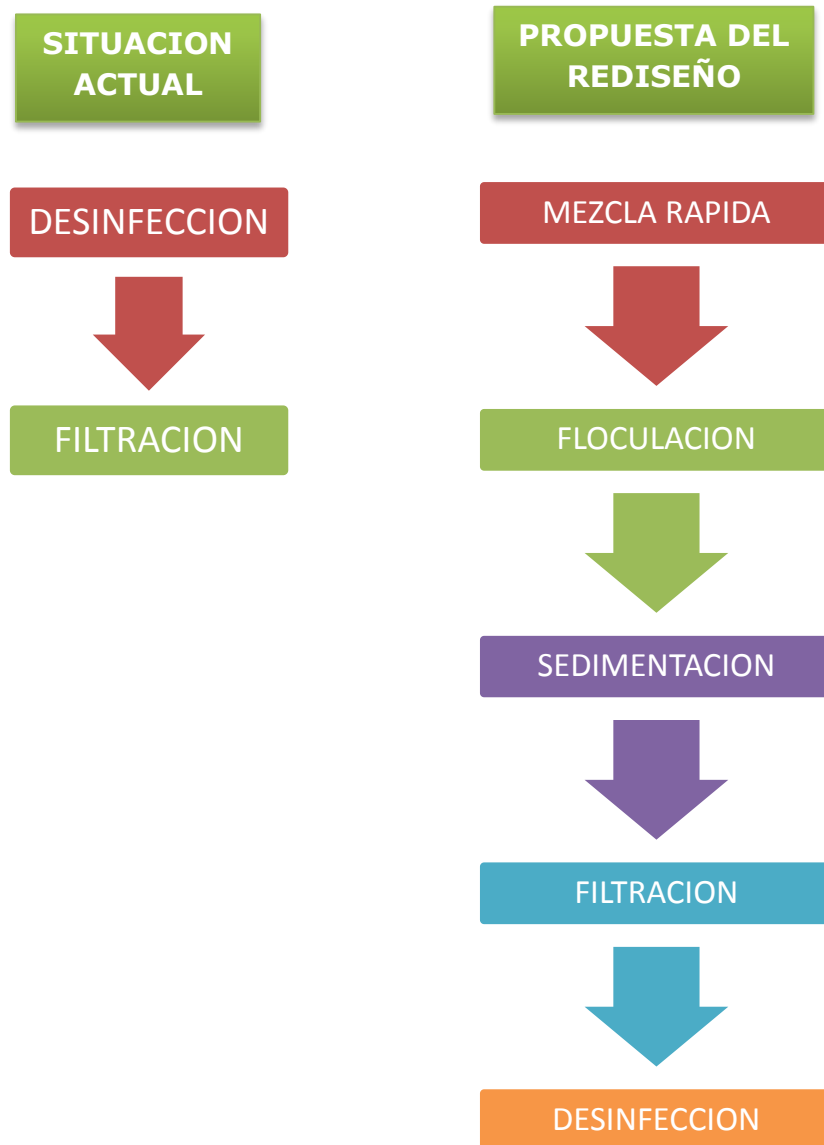 SITUACION
ACTUAL
DESINFECCION
FILTRACION
PROPUESTA DEL
REDISEÑO
MEZCLA RAPIDA
FLOCULACION
SEDIMENTACION
FILTRACION
DESINFECCION